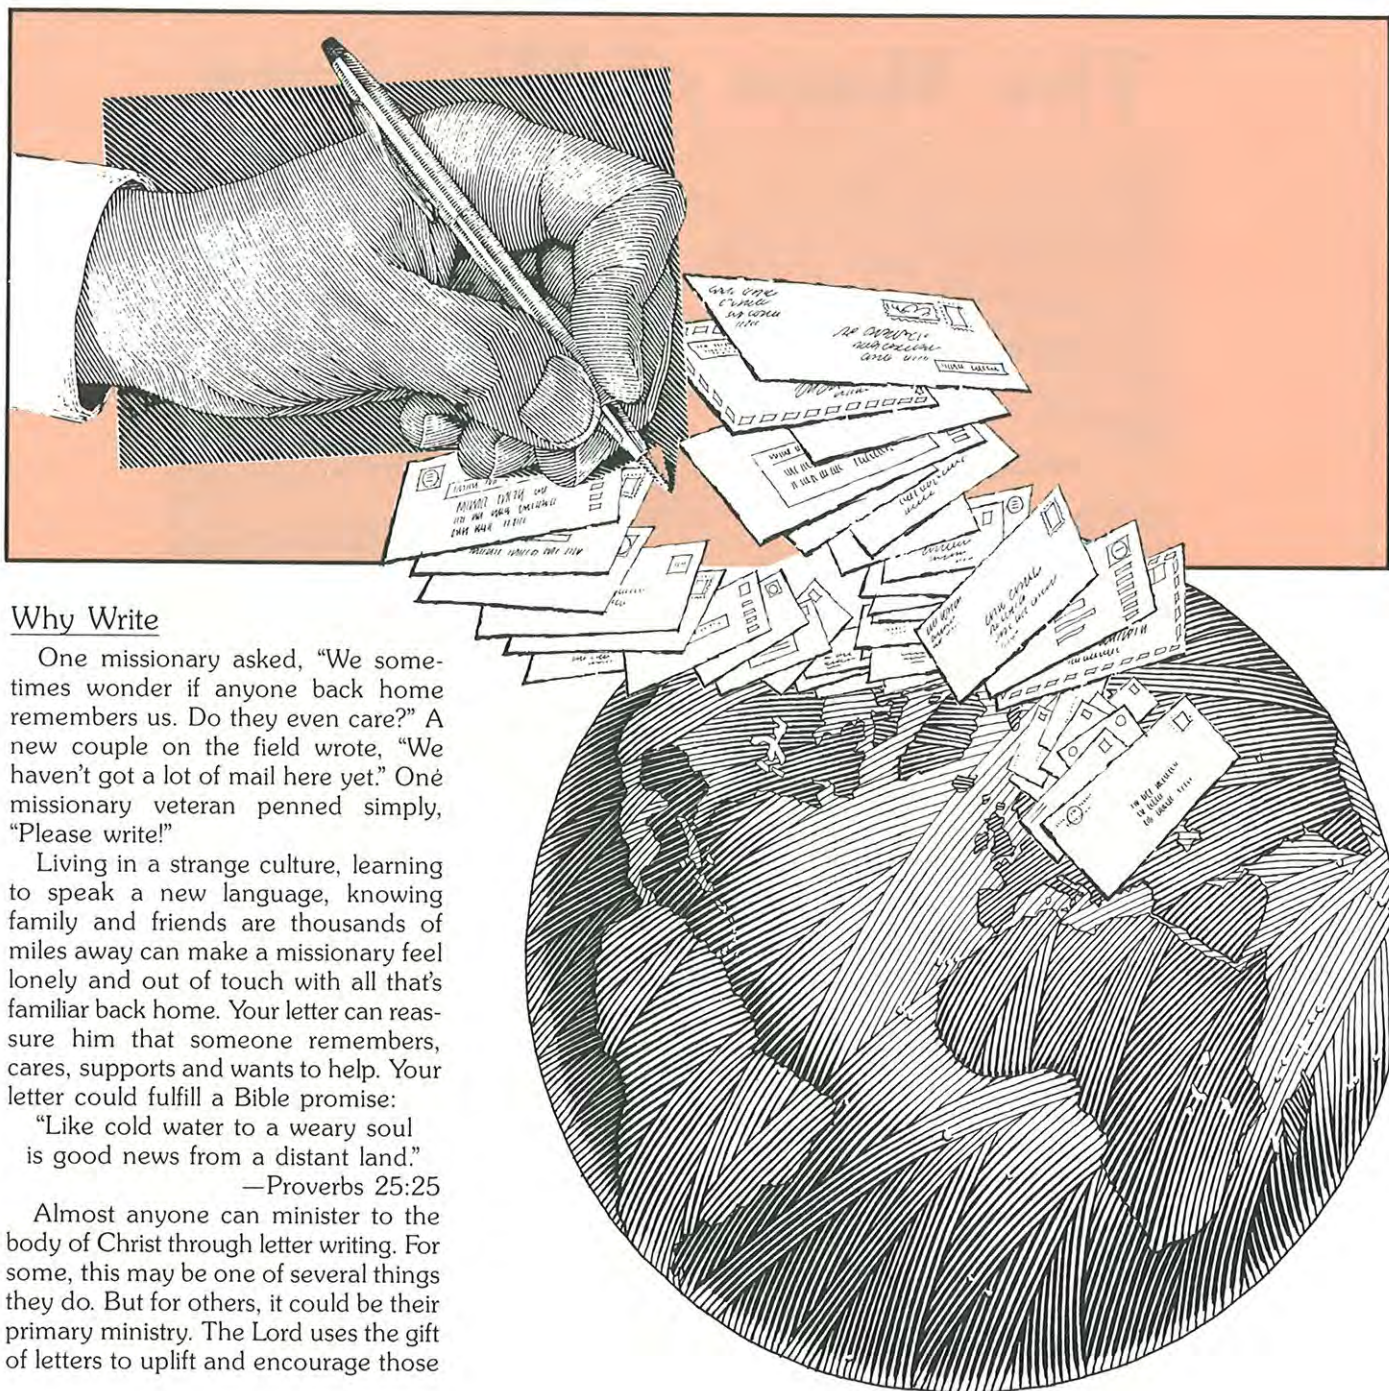 Why Write
One missionary asked, “We some-
times wonder if anyone back home
remembers us. Do they even care?” A
new couple on the field wrote, “We
haven’t got a lot of mail here yet.” One
missionary veteran penned simply,
“Please write!”
Living in a strange culture, learning
to speak a new language, knowing
family and friends are thousands of
miles away can make a missionary feel
lonely and out of touch with all that’s
familiar back home. Your letter can reas-
sure him that someone remembers,
cares, supports and wants to help. Your
letter could fulfill a Bible promise:
“Like cold water to a weary soul
is good news from a distant land.”
—Proverbs 25:25
Almost anyone can minister to the
body of Christ through letter writing. For
some, this may be one of several things
they do. But for others, it could be their
primary ministry. The Lord uses the gift
of letters to uplift and encourage those